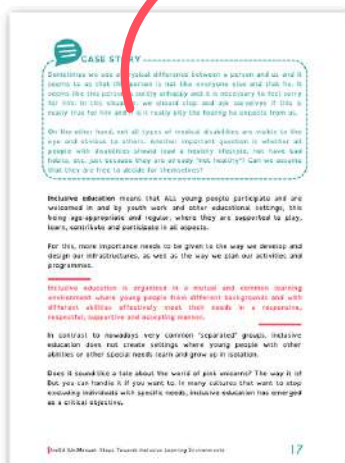 CASE STORY
Sometimes we see a visual difference between a person and us and it
seems to us that the person is not like everyone else and that he. It
seems like this person is surely unhappy and it is necessary to feel sorry
for him. In this situation, we should stop and ask ourselves if this is
really true for him and if it is really pity the feeling he expects from us.
On the other hand, not all types of medical disabilities are visible to the
eye and obvious to others. Another important question is whether all
people with disabilities should lead a healthy lifestyle, not have bad
habits, etc. just because they are already "not healthy"? Can we assume
that they are free to decide for themselves?
Inclusive education means that ALL young people participate and are
welcomed in and by youth work and other educational settings, this
being age-appropriate and regular, where they are supported to play,
learn, contribute and participate in all aspects.
For this, more importance needs to be given to the way we develop and
design our infrastructures, as well as the way we plan our activities and
programmes.
Inclusive education is organised in a mutual and common learning
environment where young people from different backgrounds and with
different abilities effectively meet their needs in a responsive,
respectful, supportive and accepting manner.
In contrast to nowadays very common "separated" groups, inclusive
education does not create settings where young people with other
abilities or other special needs learn and grow up in isolation.
Does it sound like a tale about the world of pink unicorns? The way is it!
But you can handle it if you want to. In many cultures that want to stop
excluding individuals with specific needs, inclusive education has emerged
as a critical objective.
Steps Towards Inclusive Learning Environments
17